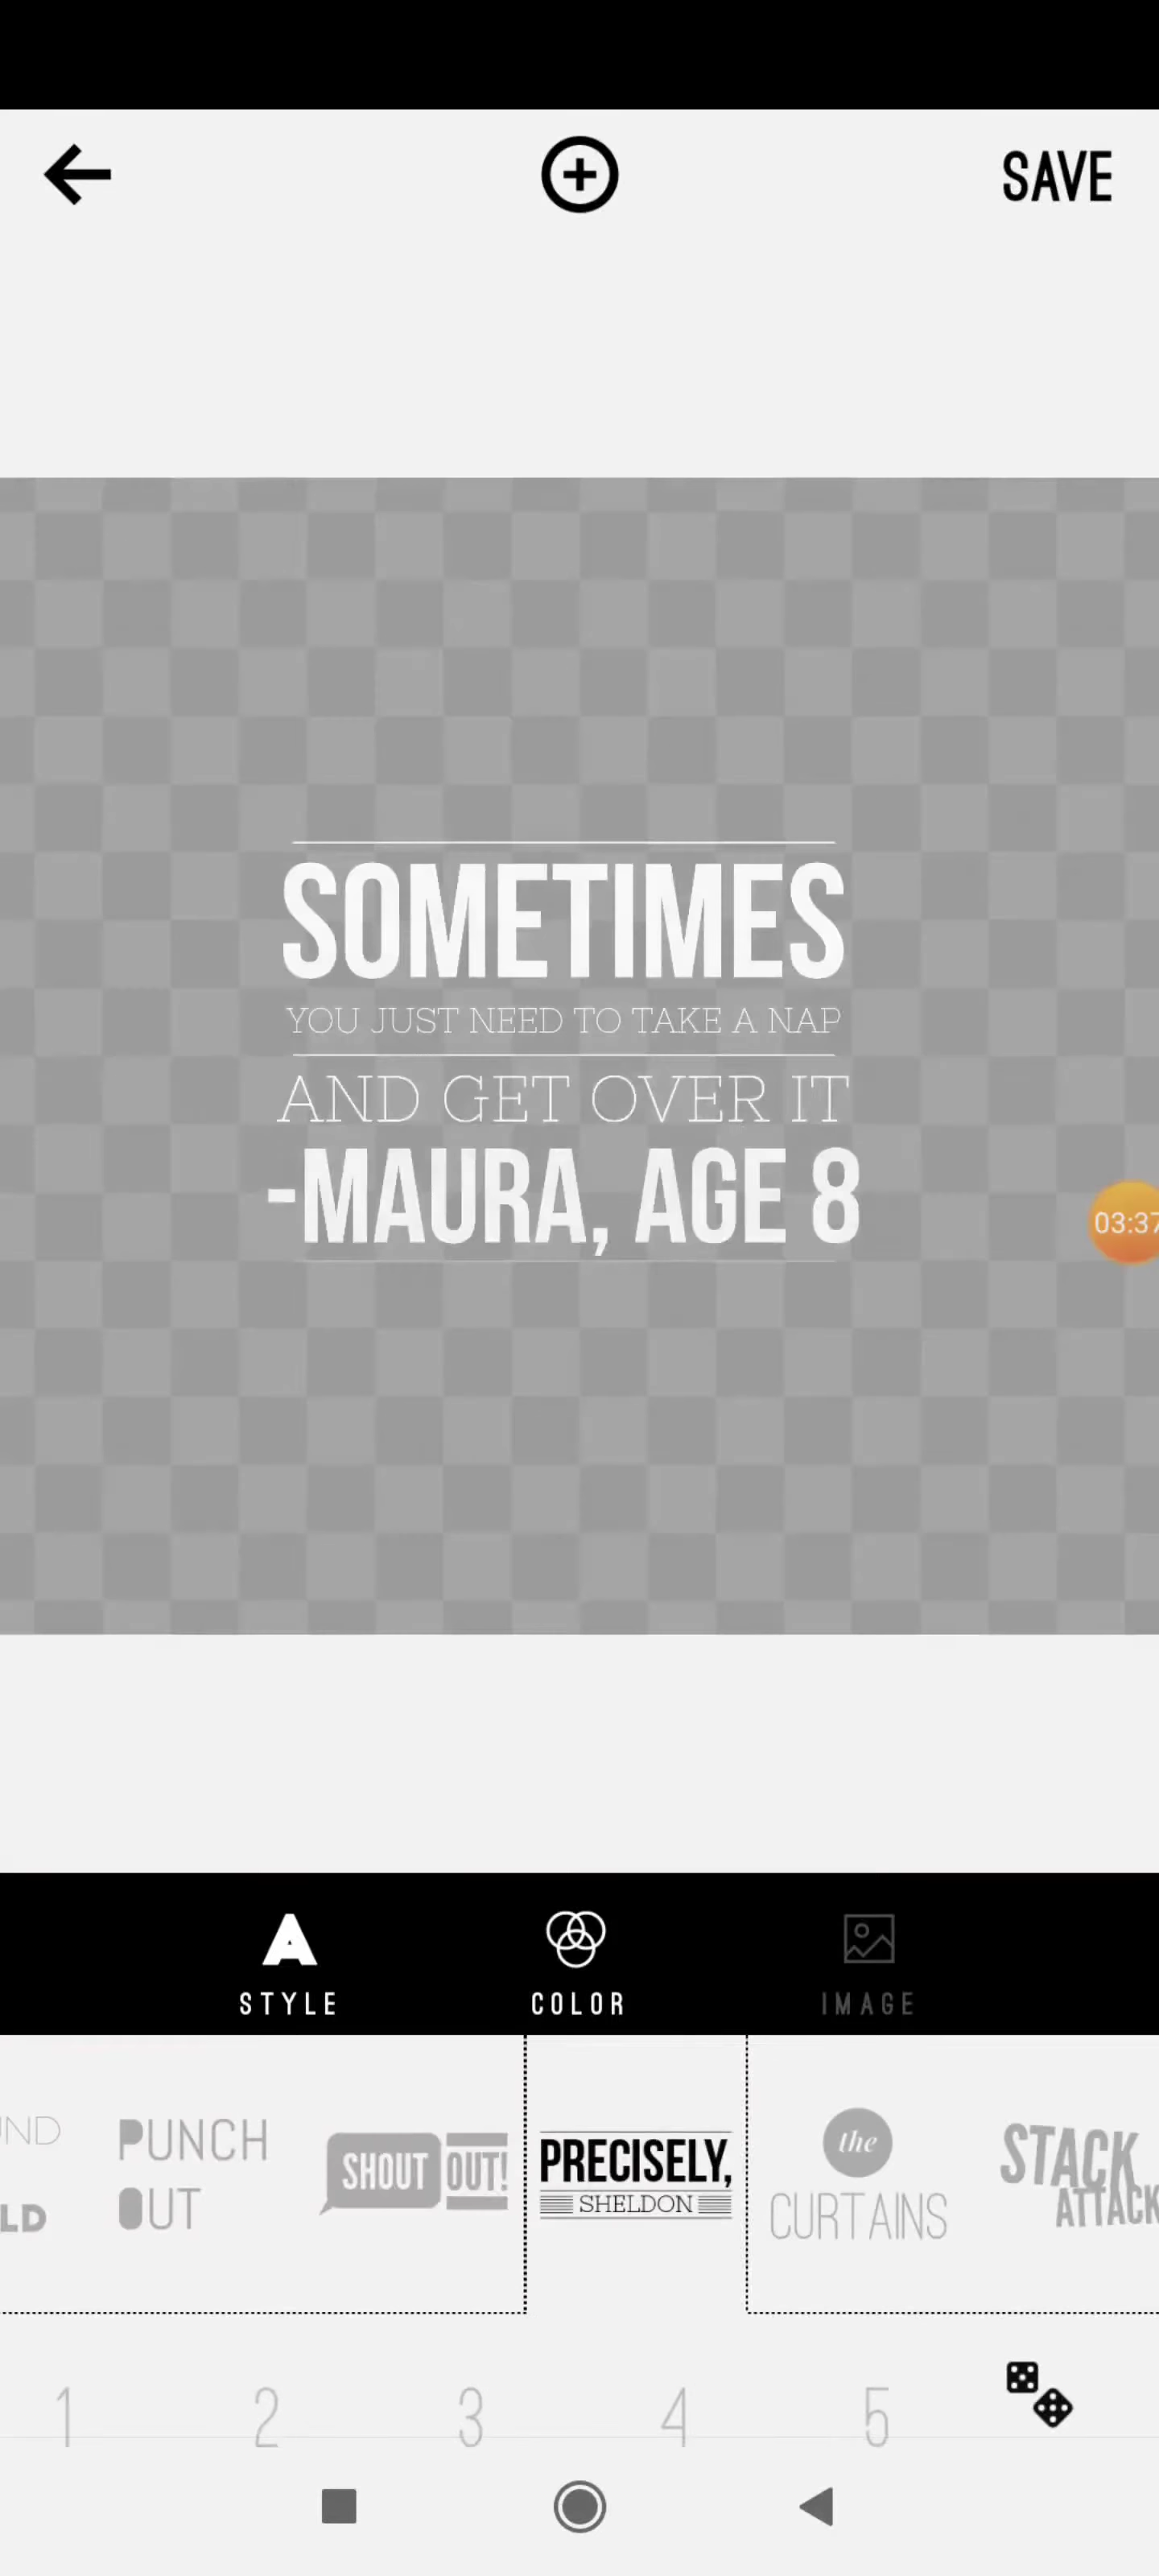 SAVE
SOMETIMES
YOU JUST NEED TO TAKE A NAP
AND GET OVER IT
-MAURA, AGE 8
03:37
STYLE COLOR IMAGE
PUNCH
OUT
SHOUT OUT!
PRECISELY,
SHELDON
the
CURTAINS
STACK
ATTACK
1 2 3 4 5